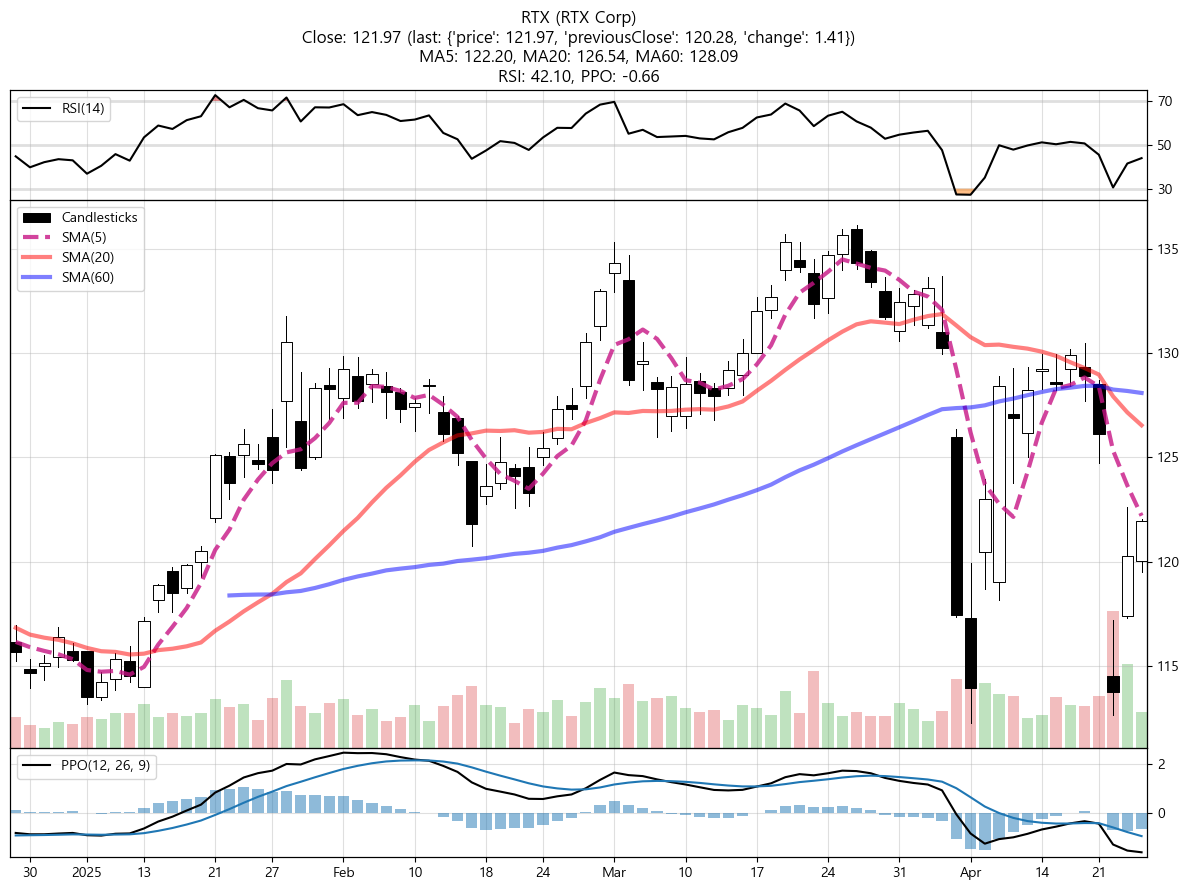 RTX (RTX Corp)
Close: 121.97 (last: {'price': 121.97, 'previousClose': 120.28, 'change': 1.41})
MA5: 122.20, MA20: 126.54, MA60: 128.09
RSI: 42.10, PPO: -0.66
RSI(14)
70
50
30
Candlesticks
SMA(5)
SMA(20)
SMA(60)
135
130
125
120
115
PPO(12, 26, 9)
2
0
30 2025 13 21 27 Feb 10 18 24 Mar 10 17 24 31 Apr 14 21